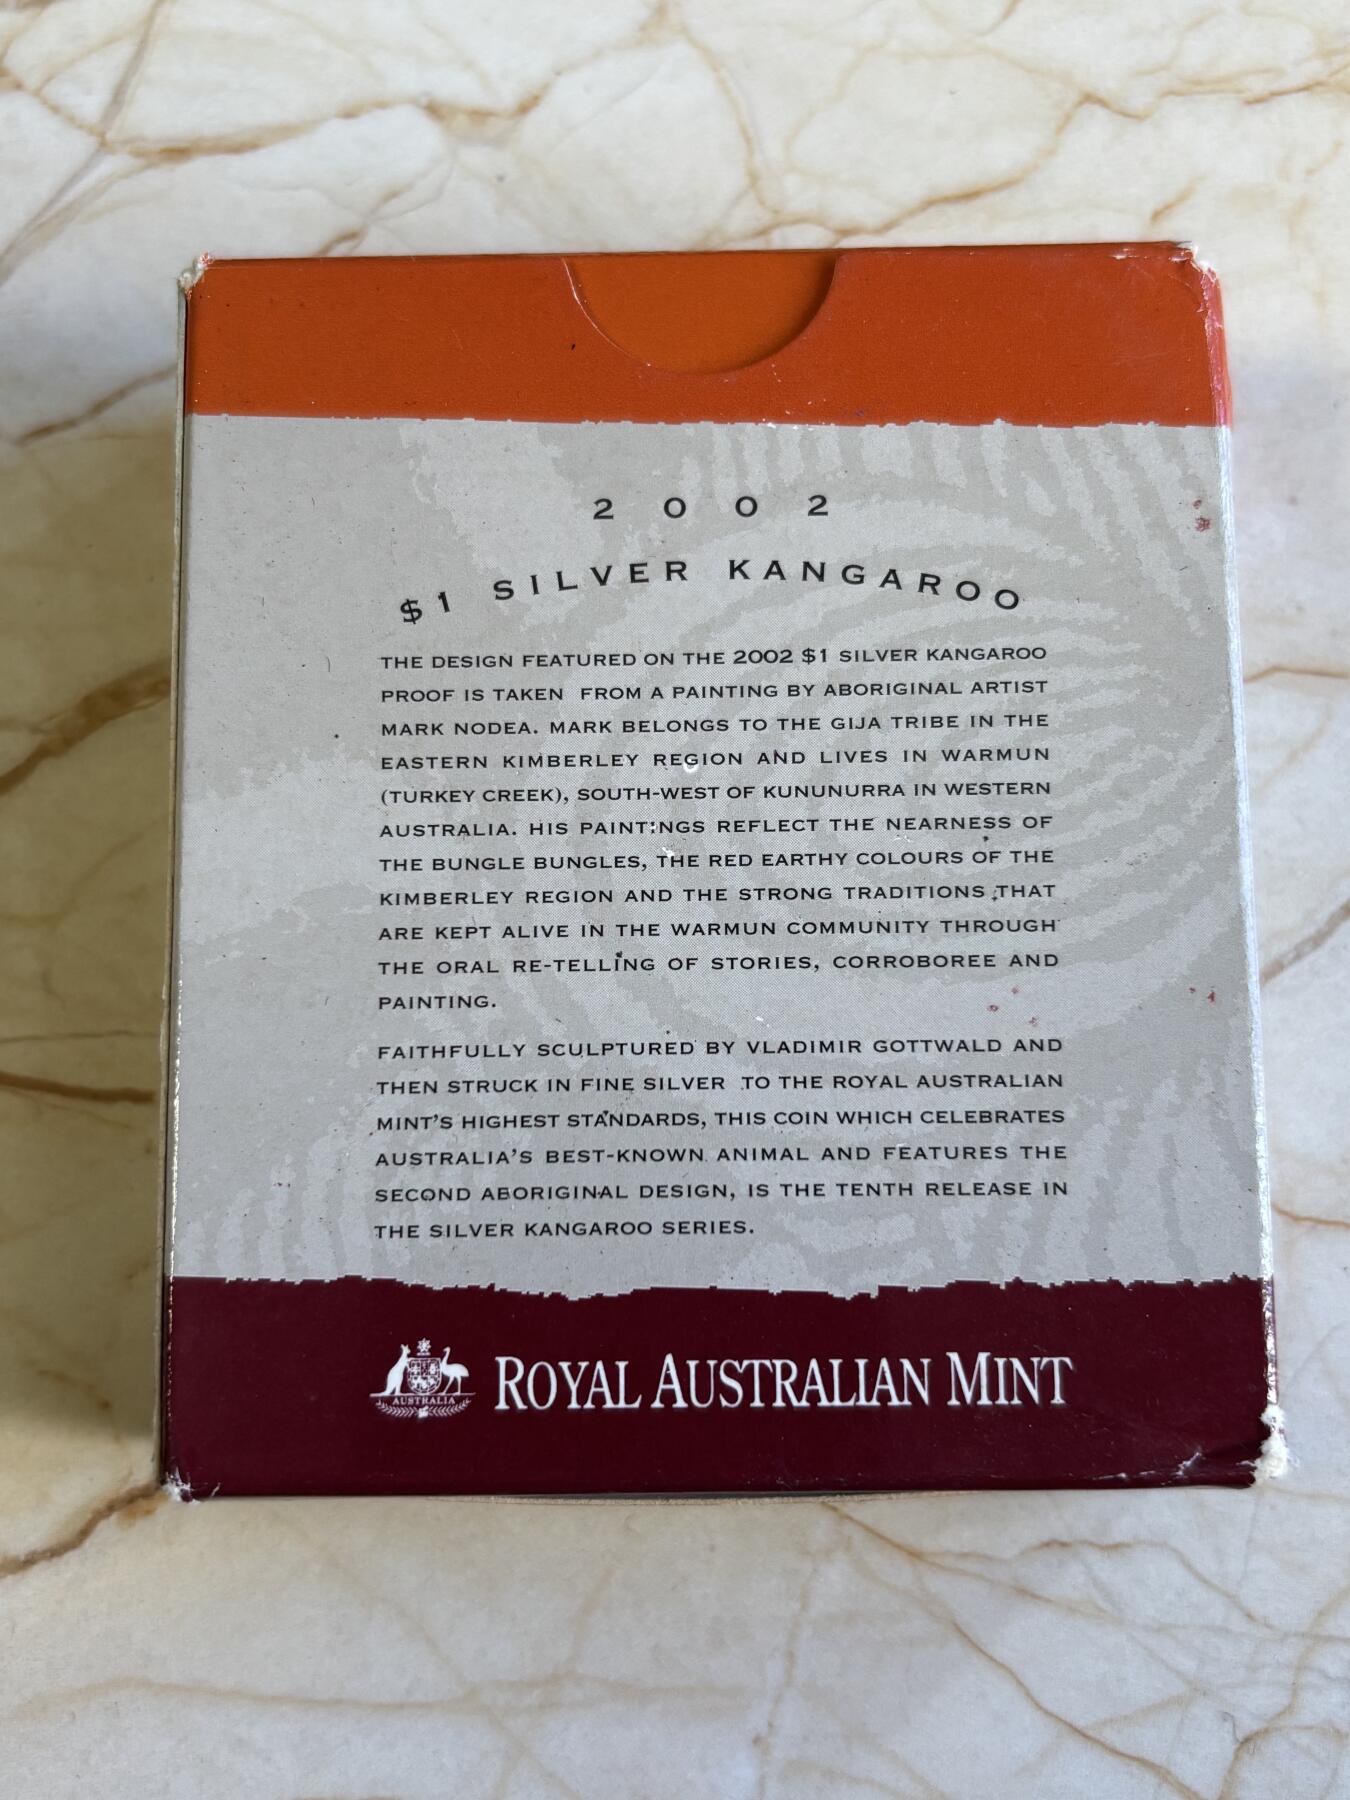 2002
$1 SILVER KANGAROO
THE DESIGN FEATURED ON THE 2002 $1 SILVER KANGAROO
PROOF IS TAKEN FROM A PAINTING BY ABORIGINAL ARTIST
MARK NODEA. MARK BELONGS TO THE GIJA TRIBE IN THE
EASTERN KIMBERLEY REGION AND LIVES IN WARMUN
(TURKEY CREEK), SOUTH-WEST OF KUNUNURRA IN WESTERN
AUSTRALIA. HIS PAINTINGS REFLECT THE NEARNESS OF
THE BUNGLE BUNGLES, THE RED EARTHY COLOURS OF THE
KIMBERLEY REGION AND THE STRONG TRADITIONS THAT
ARE KEPT ALIVE IN THE WARMUN COMMUNITY THROUGH
THE ORAL RE-TELLING OF STORIES, CORROBOREE AND
PAINTING.
FAITHFULLY SCULPTURED BY VLADIMIR GOTTWALD AND
THEN STRUCK IN FINE SILVER TO THE ROYAL AUSTRALIAN
MINT'S HIGHEST STANDARDS, THIS COIN WHICH CELEBRATES
AUSTRALIA'S BEST-KNOWN ANIMAL AND FEATURES THE
SECOND ABORIGINAL DESIGN, IS THE TENTH RELEASE IN
THE SILVER KANGAROO SERIES.
AUSTRALIA
ROYAL AUSTRALIAN MINT